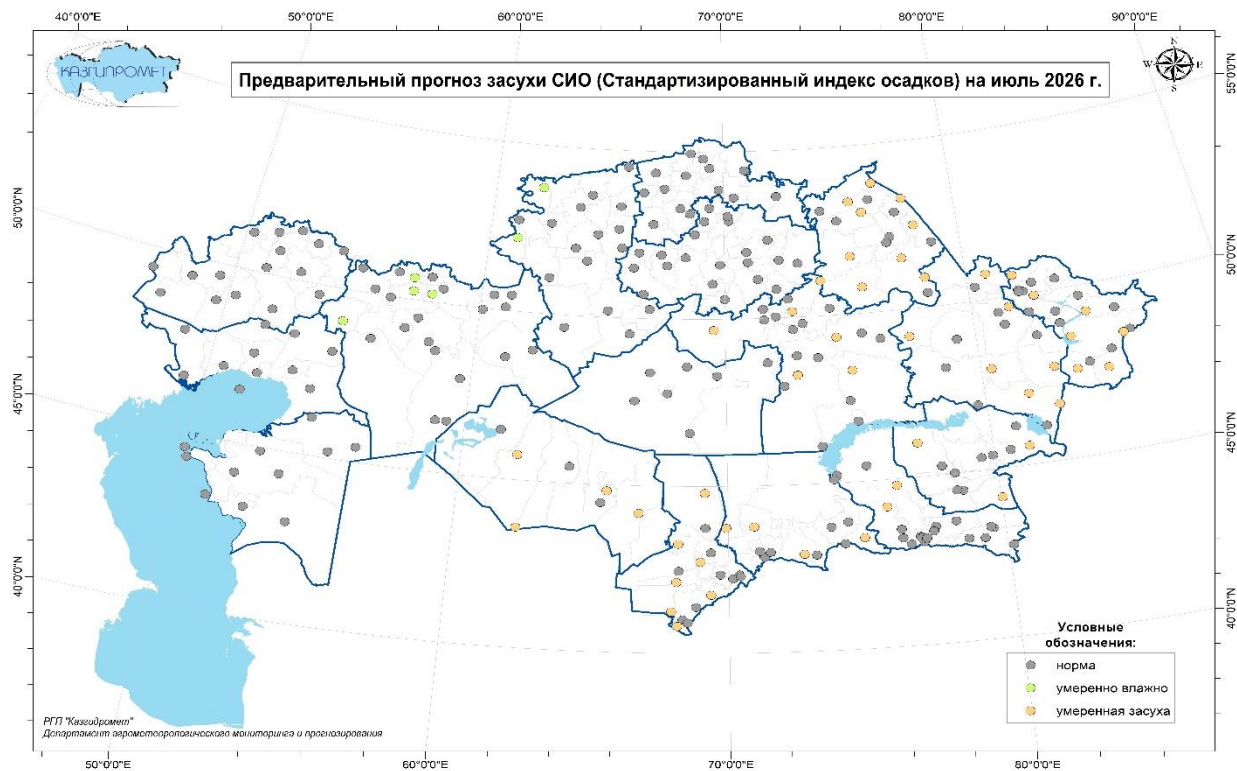 40°0'0"E
50°0'0"E
60°0'0"E
70°0'0"E
80°0'0"E
90°0'0"E
КАЗГИДРОМЕТ
Предварительный прогноз засухи СИО (Стандартизированный индекс осадков) на июль 2026 г.
N
W
E
S
55°0'0"N
50°0'0"N
50°0'0"N
45°0'0"N
45°0'0"N
40°0'0"N
40°0'0"N
Условные
обозначения:
норма
умеренно влажно
умеренная засуха
РГП "Казгидромет"
Департамент агрометеорологического мониторинга и прогнозирования
50°0'0"E
60°0'0"E
70°0'0"E
80°0'0"E